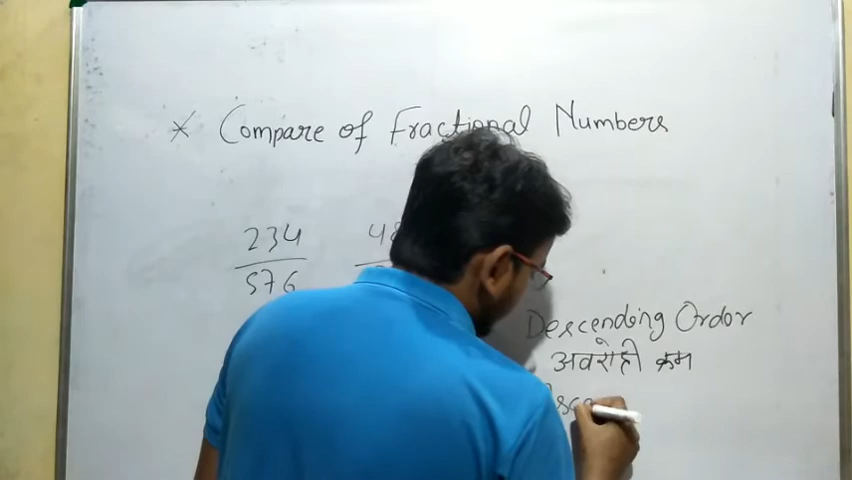 * Compare of Fractional Numbers
234
576
Descending Order
अवरोही क्रम